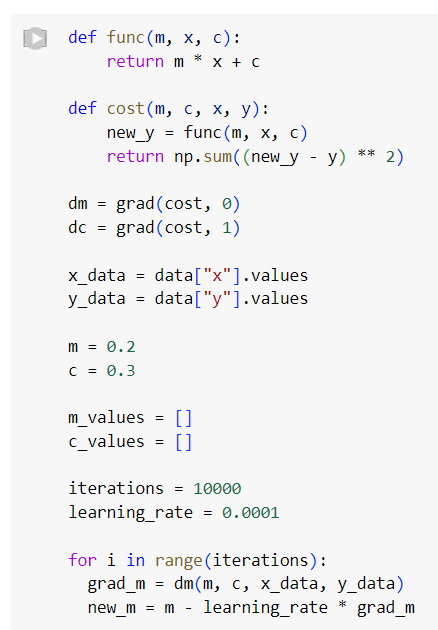 def func(m, x, c):
    return m * x + c
def cost(m, c, x, y):
    new_y = func(m, x, c)
    return np.sum((new_y - y) ** 2)
dm = grad(cost, 0)
dc = grad(cost, 1)
x_data = data["x"].values
y_data = data["y"].values
m = 0.2
c = 0.3
m_values = []
c_values = []
iterations = 10000
learning_rate = 0.0001
for i in range(iterations):
  grad_m = dm(m, c, x_data, y_data)
  new_m = m - learning_rate * grad_m